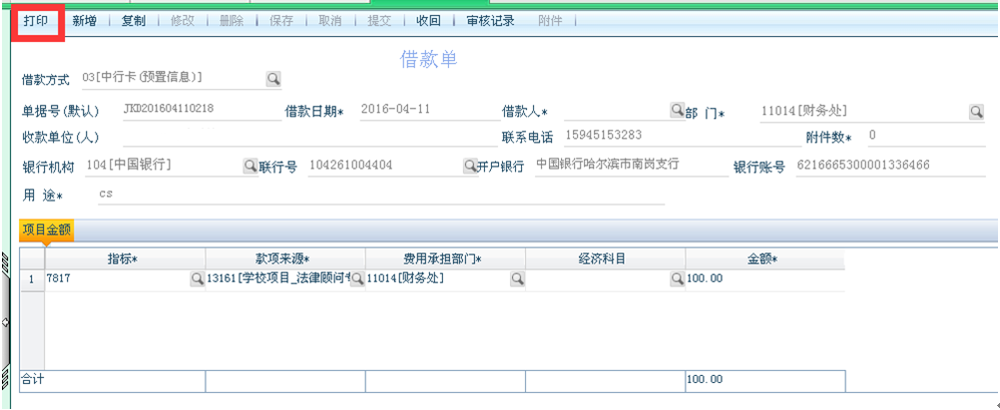 打印 新增 复制 修改 删除 保存 取消 提交 收回 审核记录 附件
借款单
借款方式 03[中行卡(预置信息)]
单据号(默认) JKD201604110218 借款日期* 2016-04-11 借款人* 部 门* 11014[财务处]
收款单位(人) 联系电话 15945153283 附件数* 0
银行机构 104[中国银行] 联行号 104261004404 开户银行 中国银行哈尔滨市南岗支行 银行账号 6216665300001336466
用 途* cs
项目金额
指标* 款项来源* 费用承担部门* 经济科目 金额*
1 7817 13161[学校项目_法律顾问专 11014[财务处] 100.00
合计 100.00